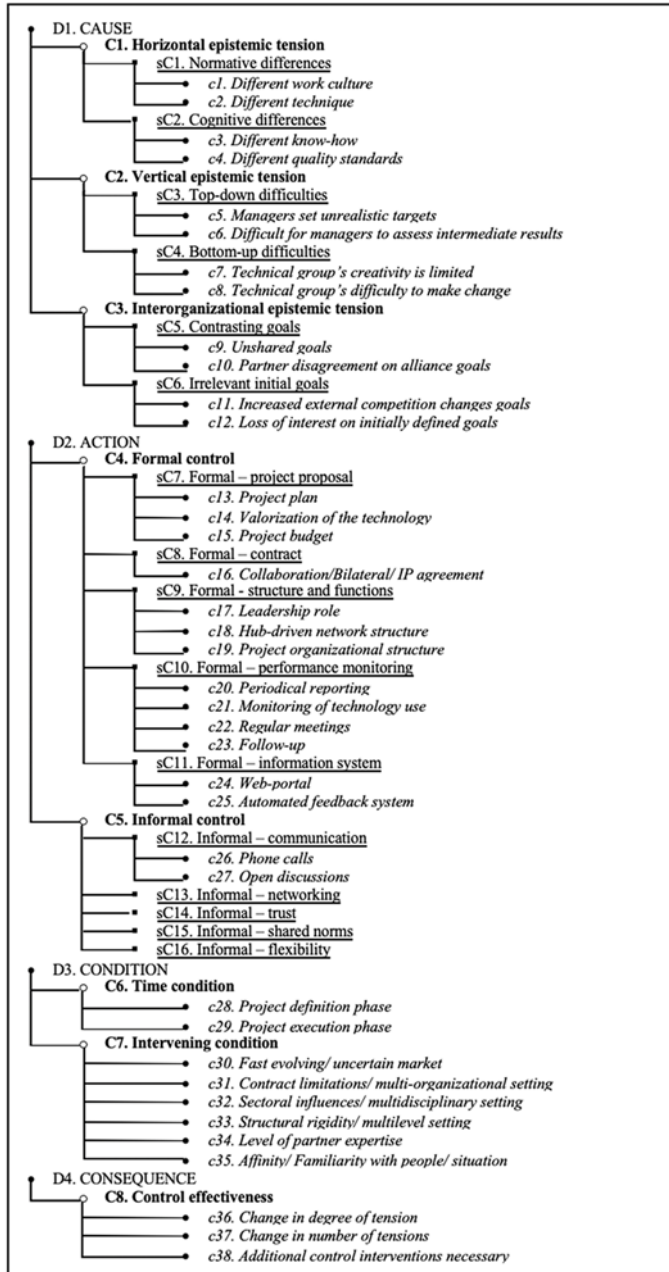 D1. CAUSE
C1. Horizontal epistemic tension
sC1. Normative differences
c1. Different work culture
c2. Different technique
sC2. Cognitive differences
c3. Different know-how
c4. Different quality standards
C2. Vertical epistemic tension
sC3. Top-down difficulties
c5. Managers set unrealistic targets
c6. Difficult for managers to assess intermediate results
sC4. Bottom-up difficulties
c7. Technical group's creativity is limited
c8. Technical group's difficulty to make change
C3. Interorganizational epistemic tension
sC5. Contrasting goals
c9. Unshared goals
c10. Partner disagreement on alliance goals
sC6. Irrelevant initial goals
c11. Increased external competition changes goals
c12. Loss of interest on initially defined goals
D2. ACTION
C4. Formal control
sC7. Formal – project proposal
c13. Project plan
c14. Valorization of the technology
c15. Project budget
sC8. Formal – contract
c16. Collaboration/Bilateral/ IP agreement
sC9. Formal - structure and functions
c17. Leadership role
c18. Hub-driven network structure
c19. Project organizational structure
sC10. Formal – performance monitoring
c20. Periodical reporting
c21. Monitoring of technology use
c22. Regular meetings
c23. Follow-up
sC11. Formal – information system
c24. Web-portal
c25. Automated feedback system
C5. Informal control
sC12. Informal – communication
c26. Phone calls
c27. Open discussions
sC13. Informal – networking
sC14. Informal – trust
sC15. Informal – shared norms
sC16. Informal – flexibility
D3. CONDITION
C6. Time condition
c28. Project definition phase
c29. Project execution phase
C7. Intervening condition
c30. Fast evolving/ uncertain market
c31. Contract limitations/ multi-organizational setting
c32. Sectoral influences/ multidisciplinary setting
c33. Structural rigidity/ multilevel setting
c34. Level of partner expertise
c35. Affinity/ Familiarity with people/ situation
D4. CONSEQUENCE
C8. Control effectiveness
c36. Change in degree of tension
c37. Change in number of tensions
c38. Additional control interventions necessary